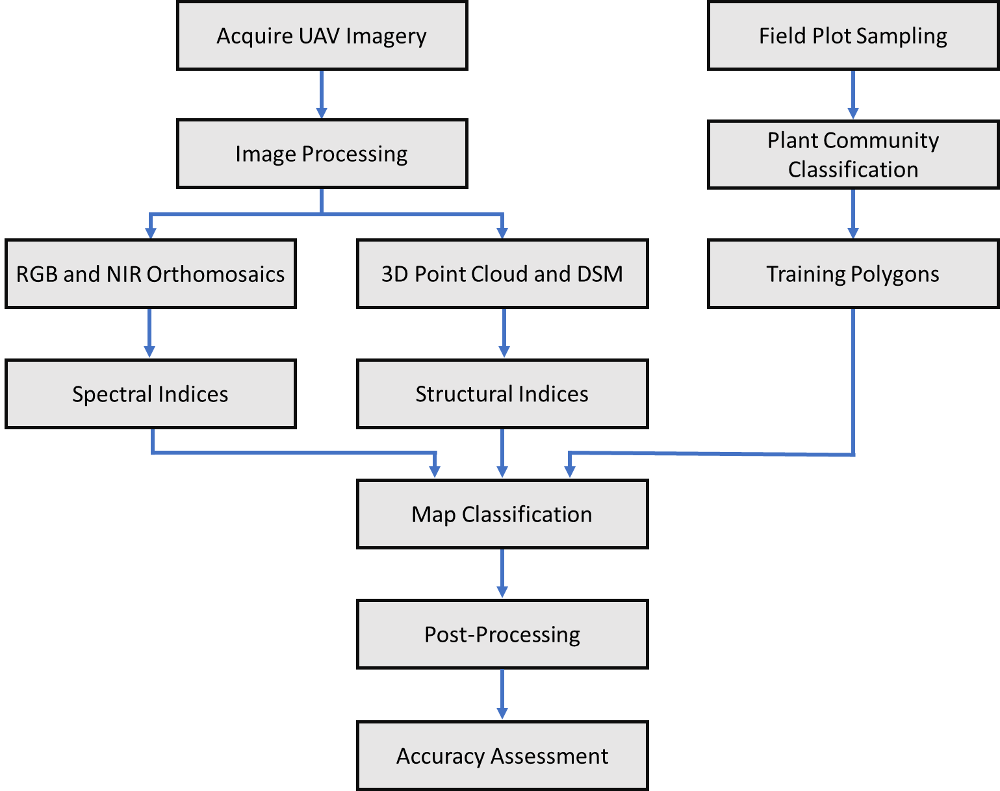 Acquire UAV Imagery
Field Plot Sampling
Image Processing
Plant Community
Classification
RGB and NIR Orthomosaics
3D Point Cloud and DSM
Training Polygons
Spectral Indices
Structural Indices
Map Classification
Post-Processing
Accuracy Assessment